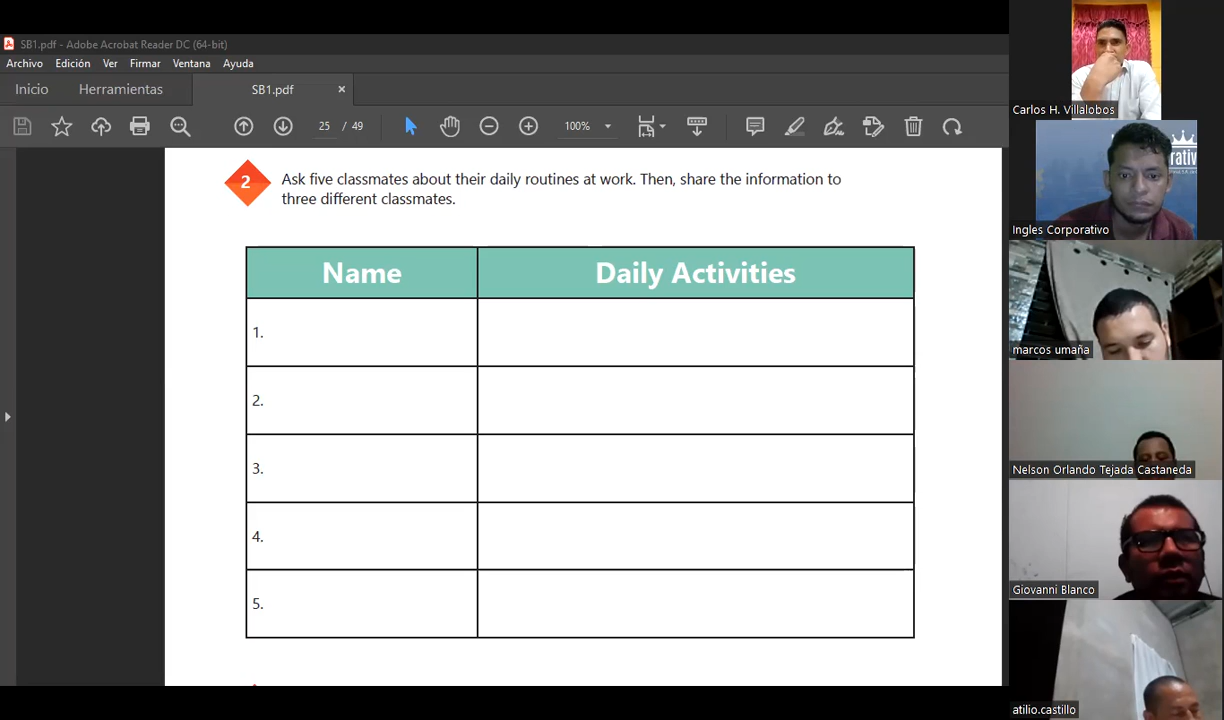 SB1.pdf - Adobe Acrobat Reader DC (64-bit)
Archivo Edición Ver Firmar Ventana Ayuda
Inicio Herramientas SB1.pdf ×
25 / 49 100%
2 Ask five classmates about their daily routines at work. Then, share the information to
three different classmates.
Name Daily Activities
1.
2.
3.
4.
5.
Carlos H. Villalobos
rativ
Ingles Corporativo
marcos umaña
Nelson Orlando Tejada Castaneda
Giovanni Blanco
atilio.castillo